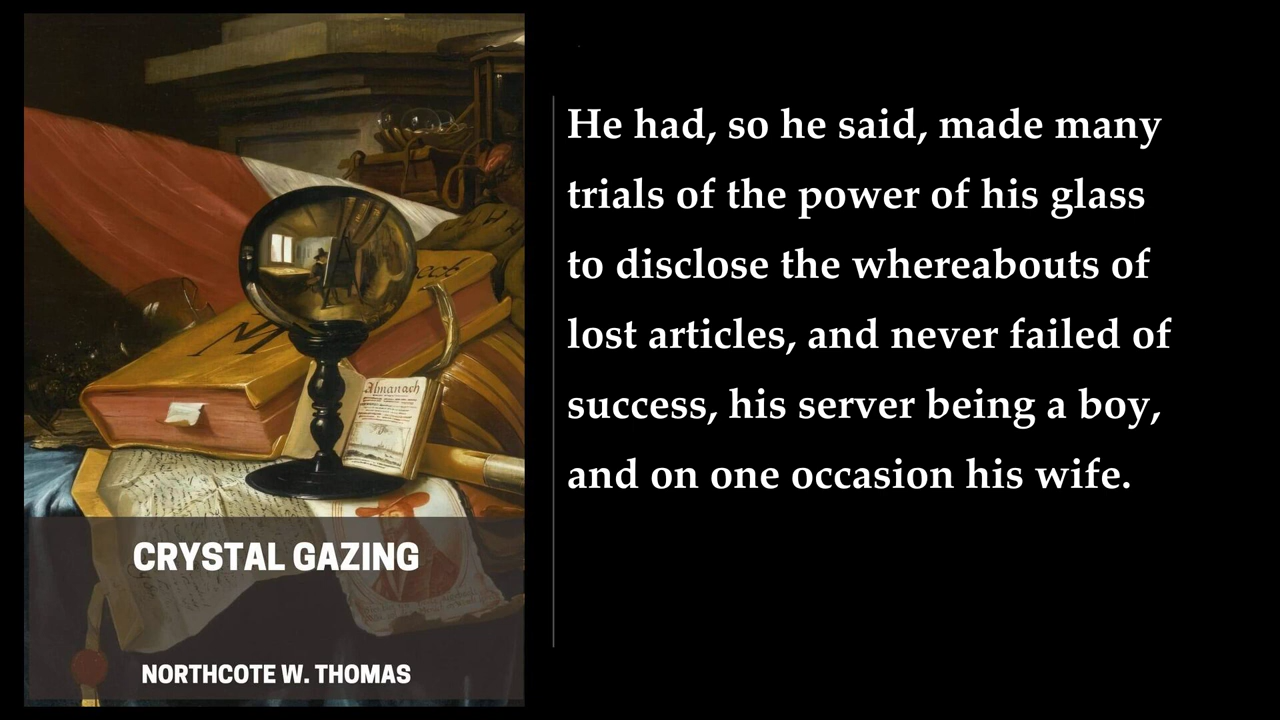 He had, so he said, made many
trials of the power of his glass
to disclose the whereabouts of
lost articles, and never failed of
success, his server being a boy,
and on one occasion his wife.
M
Almanach
CRYSTAL GAZING
NORTHCOTE W. THOMAS